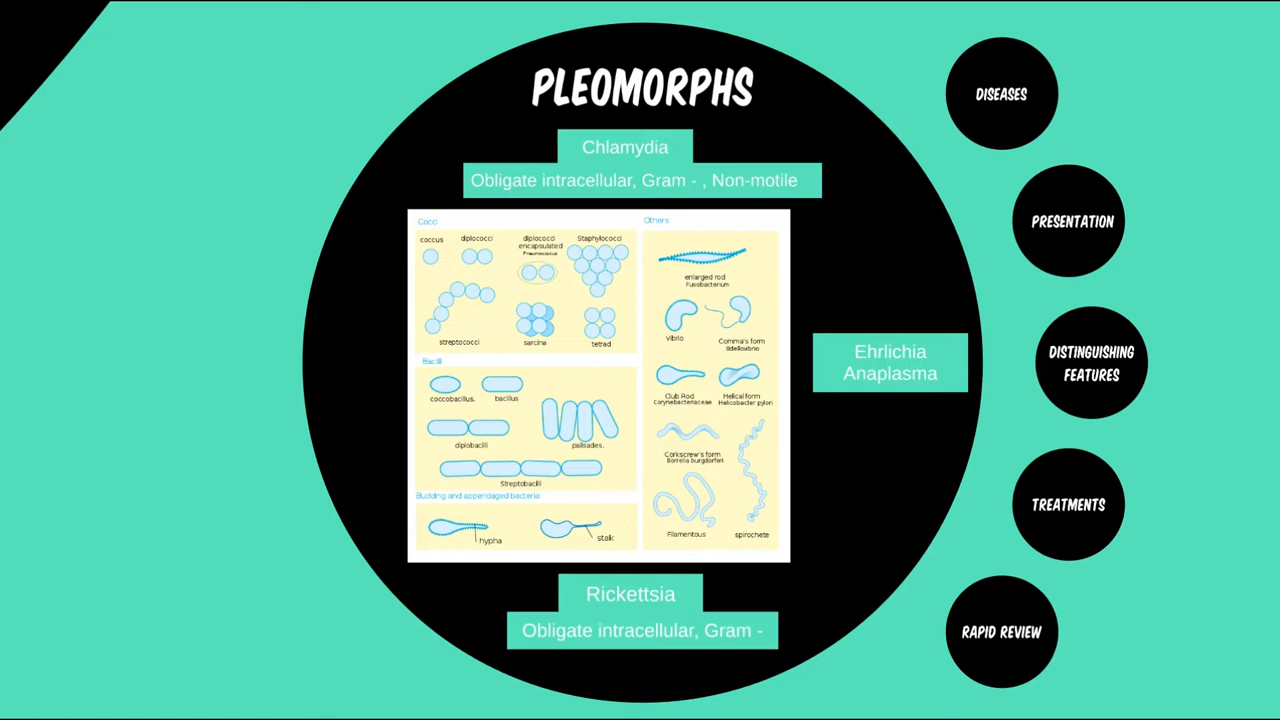 PLEOMORPHS
Chlamydia
Obligate intracellular, Gram - , Non-motile
Cocci
coccus
diplococci
diplococci
encapsulated
Pneumococcus
Staphylococci
streptococci
sarcina
tetrad
Bacilli
coccobacillus.
bacillus
diplobacilli
palisades.
Streptobacilli
Budding and appendaged bacteria
hypha
stalk
Others
enlarged rod
Fusobacterium
Vibrio
Comma's form
Bdellovibrio
Club Rod
Corynebacteriaceae
Helical form
Helicobacter pylori
Corkscrew's form
Borrelia burgdorferi
Filamentous
spirochete
Ehrlichia
Anaplasma
Rickettsia
Obligate intracellular, Gram -
DISEASES
PRESENTATION
DISTINGUISHING
FEATURES
TREATMENTS
RAPID REVIEW